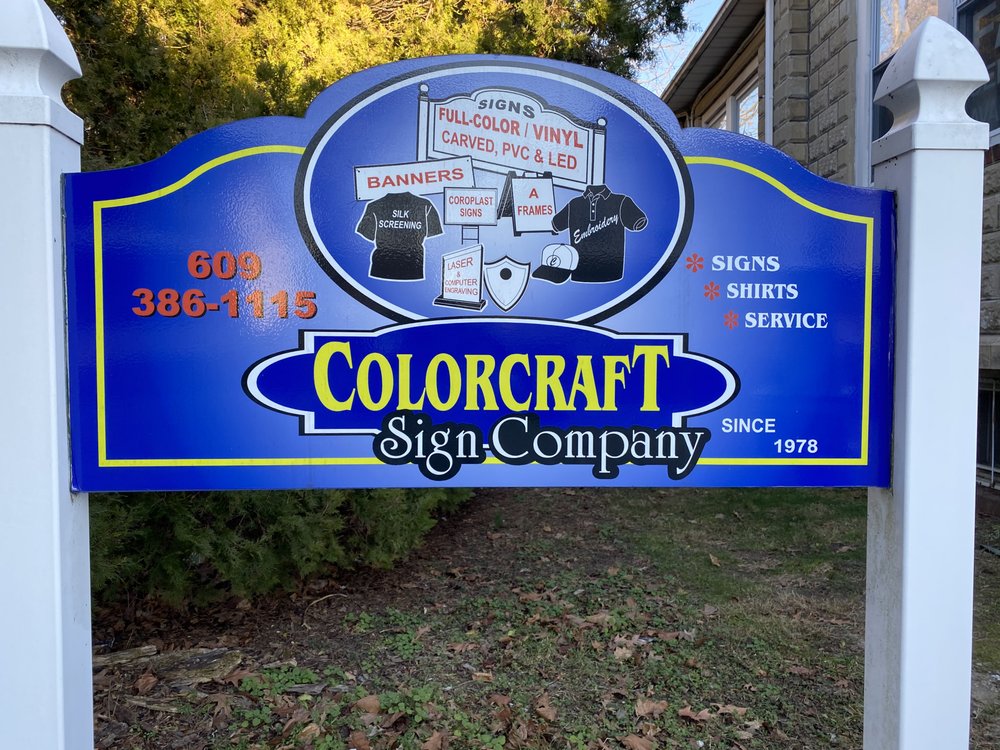 SIGNS
FULL-COLOR / VINYL
CARVED, PVC & LED
BANNERS
SILK
SCREENING
COROPLAST
SIGNS
A
FRAMES
Embroidery
LASER
&
COMPUTER
ENGRAVING
609
386-1115
* SIGNS
* SHIRTS
* SERVICE
COLORCRAFT
Sign-Company
SINCE
1978